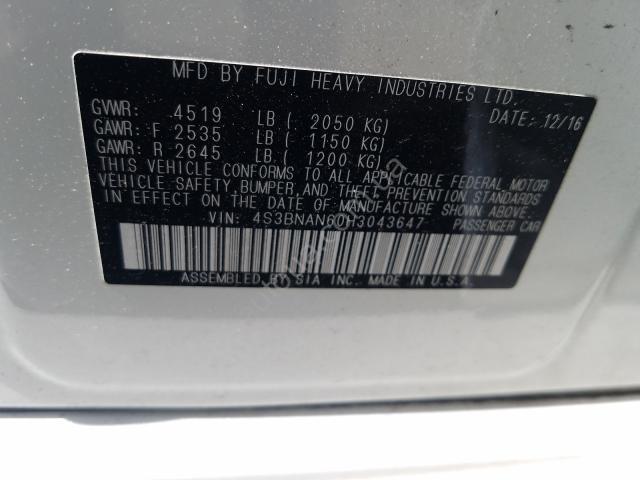 MFD BY FUJI HEAVY INDUSTRIES LTD.
GVWR: 4519 LB ( 2050 KG) DATE: 12/16
GAWR: F 2535 LB ( 1150 KG)
GAWR: R 2645 LB ( 1200 KG)
THIS VEHICLE CONFORMS TO ALL APPLICABLE FEDERAL MOTOR
VEHICLE SAFETY, BUMPER, AND THEFT PREVENTION STANDARDS
IN EFFECT ON THE DATE OF MANUFACTURE SHOWN ABOVE.
VIN: 4S3BNAN60H3043647 PASSENGER CAR
ASSEMBLED BY SIA INC. MADE IN U.S.A.